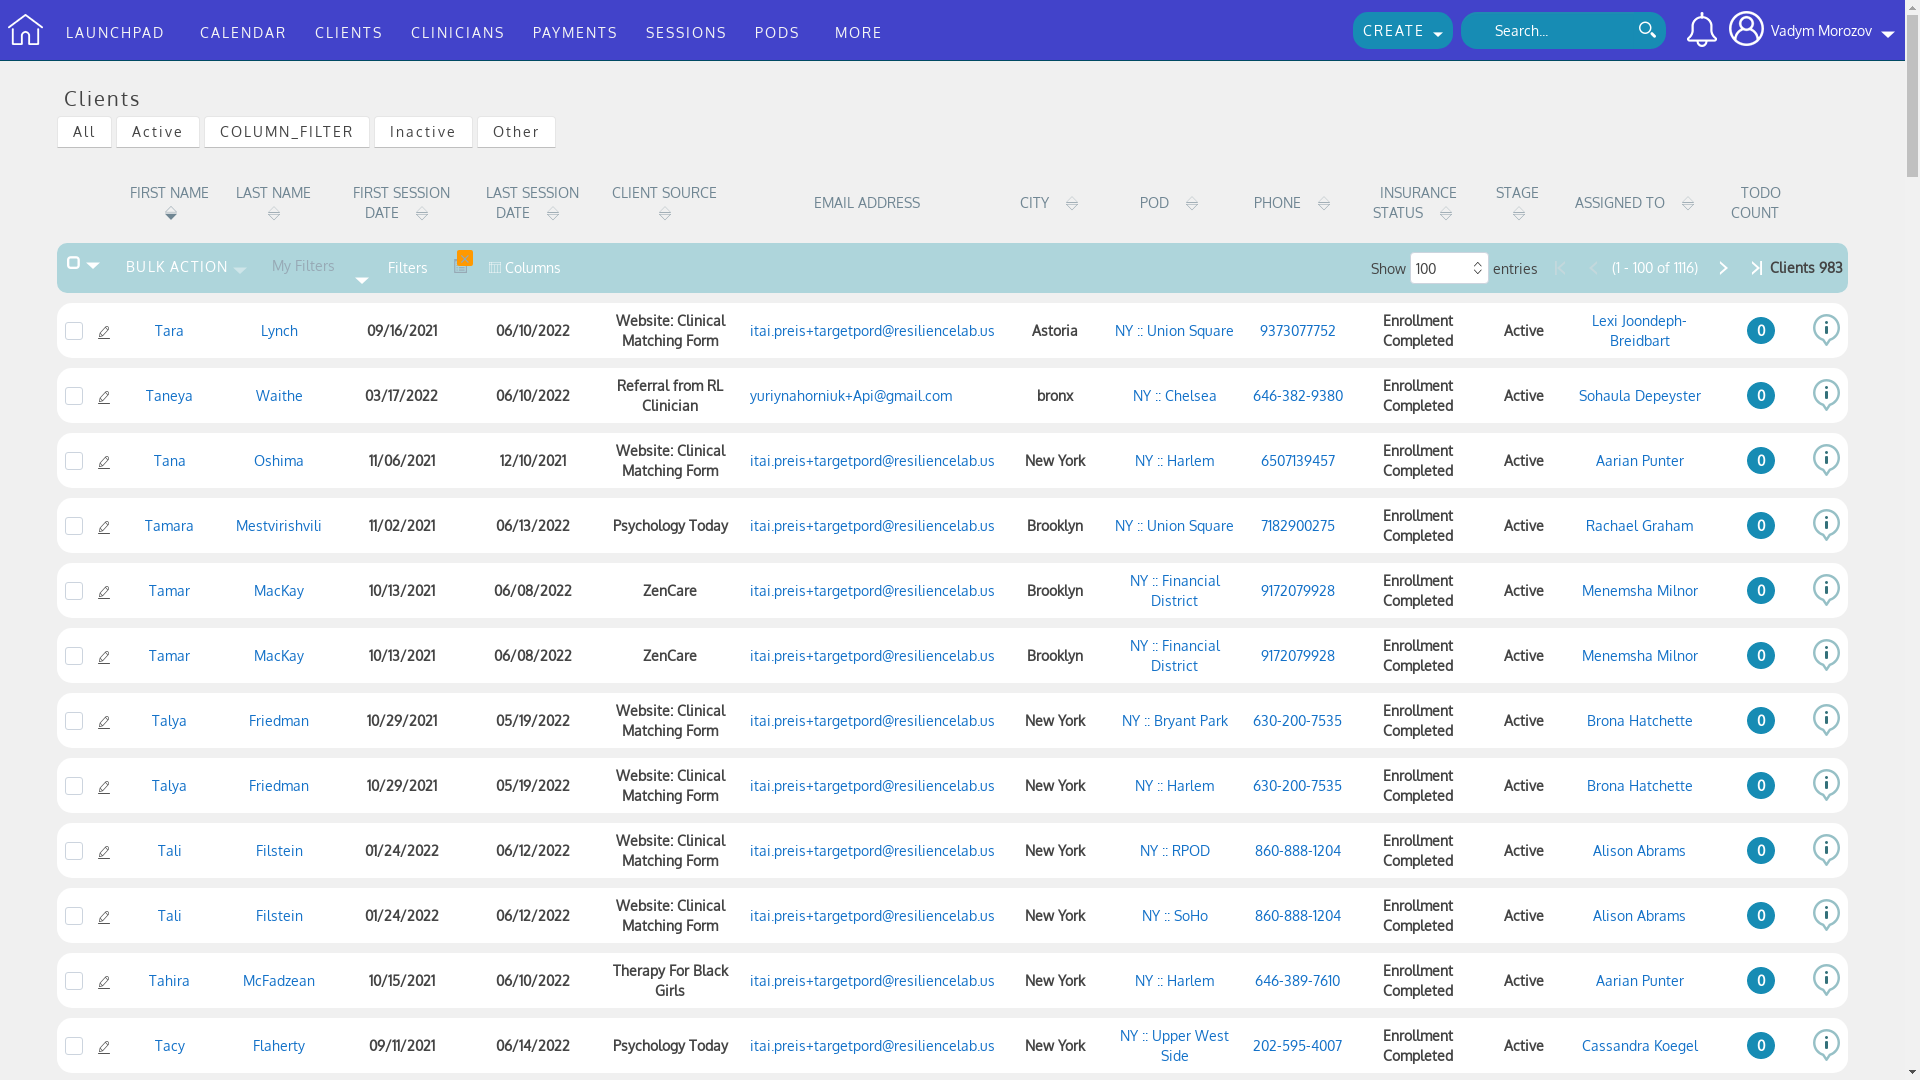 LAUNCHPAD CALENDAR CLIENTS CLINICIANS PAYMENTS SESSIONS PODS MORE CREATE Search... Vadym Morozov
Clients
All Active COLUMN_FILTER Inactive Other
FIRST NAME LAST NAME FIRST SESSION DATE LAST SESSION DATE CLIENT SOURCE EMAIL ADDRESS CITY POD PHONE INSURANCE STATUS STAGE ASSIGNED TO TODO COUNT
BULK ACTION My Filters Filters Columns Show 100 entries (1 - 100 of 1116) Clients 983
Tara Lynch 09/16/2021 06/10/2022 Website: Clinical Matching Form itai.preis+targetpord@resiliencelab.us Astoria NY :: Union Square 9373077752 Enrollment Completed Active Lexi Joondeph-Breidbart 0
Taneya Waithe 03/17/2022 06/10/2022 Referral from RL Clinician yuriynahorniuk+Api@gmail.com bronx NY :: Chelsea 646-382-9380 Enrollment Completed Active Sohaula Depeyster 0
Tana Oshima 11/06/2021 12/10/2021 Website: Clinical Matching Form itai.preis+targetpord@resiliencelab.us New York NY :: Harlem 6507139457 Enrollment Completed Active Aarian Punter 0
Tamara Mestvirishvili 11/02/2021 06/13/2022 Psychology Today itai.preis+targetpord@resiliencelab.us Brooklyn NY :: Union Square 7182900275 Enrollment Completed Active Rachael Graham 0
Tamar MacKay 10/13/2021 06/08/2022 ZenCare itai.preis+targetpord@resiliencelab.us Brooklyn NY :: Financial District 9172079928 Enrollment Completed Active Menemsha Milnor 0
Tamar MacKay 10/13/2021 06/08/2022 ZenCare itai.preis+targetpord@resiliencelab.us Brooklyn NY :: Financial District 9172079928 Enrollment Completed Active Menemsha Milnor 0
Talya Friedman 10/29/2021 05/19/2022 Website: Clinical Matching Form itai.preis+targetpord@resiliencelab.us New York NY :: Bryant Park 630-200-7535 Enrollment Completed Active Brona Hatchette 0
Talya Friedman 10/29/2021 05/19/2022 Website: Clinical Matching Form itai.preis+targetpord@resiliencelab.us New York NY :: Harlem 630-200-7535 Enrollment Completed Active Brona Hatchette 0
Tali Filstein 01/24/2022 06/12/2022 Website: Clinical Matching Form itai.preis+targetpord@resiliencelab.us New York NY :: RPOD 860-888-1204 Enrollment Completed Active Alison Abrams 0
Tali Filstein 01/24/2022 06/12/2022 Website: Clinical Matching Form itai.preis+targetpord@resiliencelab.us New York NY :: SoHo 860-888-1204 Enrollment Completed Active Alison Abrams 0
Tahira McFadzean 10/15/2021 06/10/2022 Therapy For Black Girls itai.preis+targetpord@resiliencelab.us New York NY :: Harlem 646-389-7610 Enrollment Completed Active Aarian Punter 0
Tacy Flaherty 09/11/2021 06/14/2022 Psychology Today itai.preis+targetpord@resiliencelab.us New York NY :: Upper West Side 202-595-4007 Enrollment Completed Active Cassandra Koegel 0